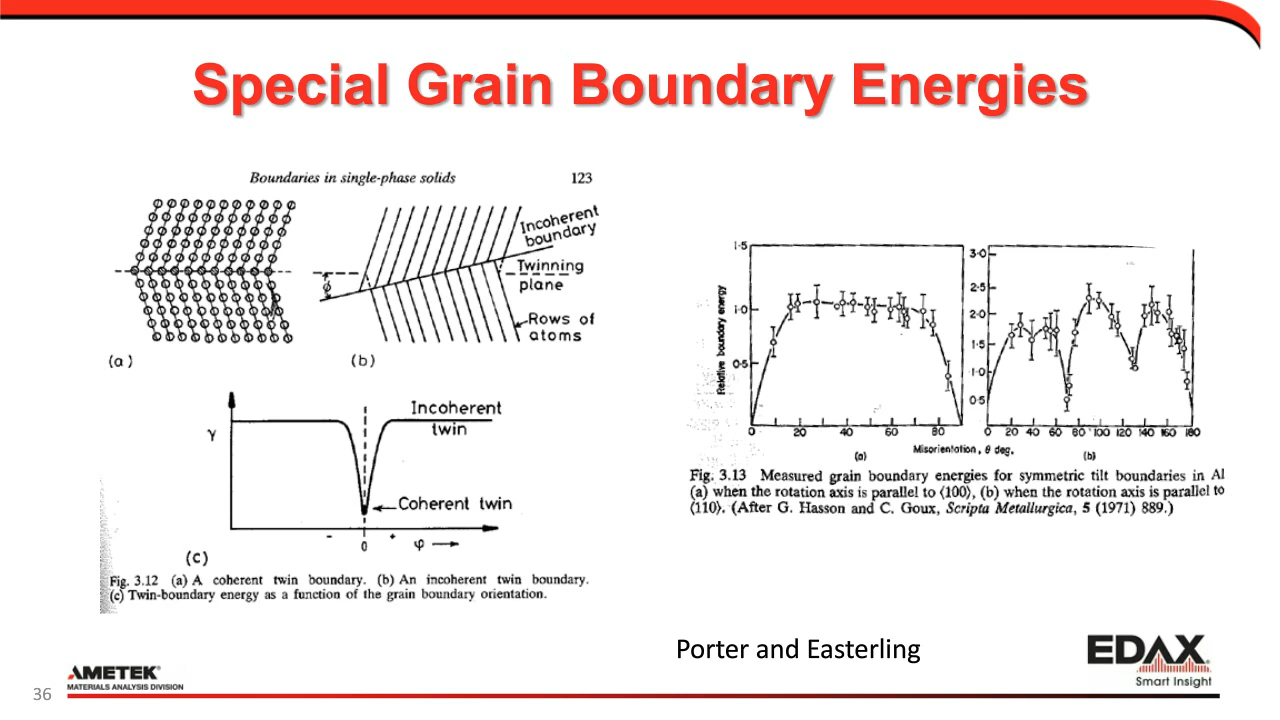 Special Grain Boundary Energies
Boundaries in single-phase solids 123
Incoherent
boundary
Twinning
plane
Rows of
atoms
ϕ
(a) (b)
γ
Incoherent
twin
Coherent twin
- 0 + φ
(c)
Fig. 3.12 (a) A coherent twin boundary. (b) An incoherent twin boundary.
(c) Twin-boundary energy as a function of the grain boundary orientation.
Relative boundary energy
1·5
1·0
0·5
0 20 40 60 80
(a)
3·0
2·5
2·0
1·5
1·0
0·5
0 20 40 60 80 100 120 140 160 180
(b)
Misorientation, θ deg.
Fig. 3.13 Measured grain boundary energies for symmetric tilt boundaries in Al
(a) when the rotation axis is parallel to ⟨100⟩, (b) when the rotation axis is parallel to
⟨110⟩. (After G. Hasson and C. Goux, Scripta Metallurgica, 5 (1971) 889.)
Porter and Easterling
EDAX
Smart Insight
AMETEK®
MATERIALS ANALYSIS DIVISION
36